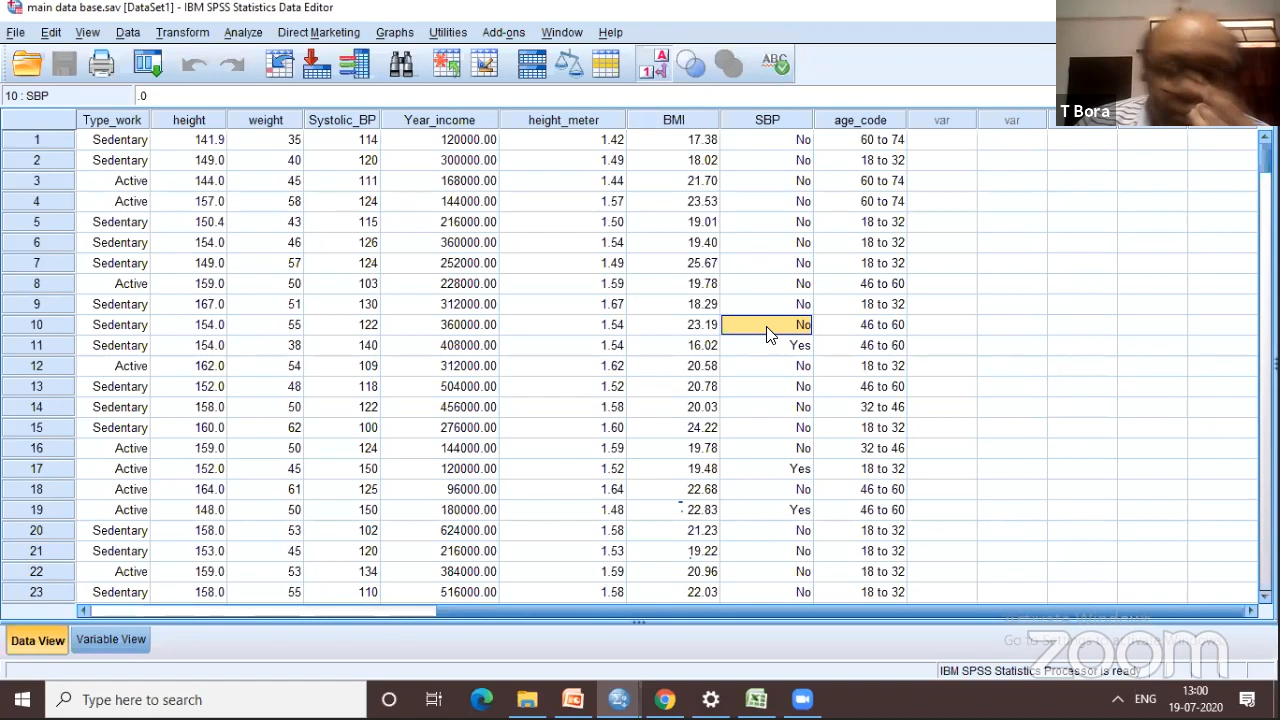 main data base.sav [DataSet1] - IBM SPSS Statistics Data Editor
File Edit View Data Transform Analyze Direct Marketing Graphs Utilities Add-ons Window Help
10 : SBP .0
T Bora
Type_work height weight Systolic_BP Year_income height_meter BMI SBP age_code var var
1 Sedentary 141.9 35 114 120000.00 1.42 17.38 No 60 to 74
2 Sedentary 149.0 40 120 300000.00 1.49 18.02 No 18 to 32
3 Active 144.0 45 111 168000.00 1.44 21.70 No 60 to 74
4 Active 157.0 58 124 144000.00 1.57 23.53 No 60 to 74
5 Sedentary 150.4 43 115 216000.00 1.50 19.01 No 18 to 32
6 Sedentary 154.0 46 126 360000.00 1.54 19.40 No 18 to 32
7 Sedentary 149.0 57 124 252000.00 1.49 25.67 No 18 to 32
8 Active 159.0 50 103 228000.00 1.59 19.78 No 46 to 60
9 Sedentary 167.0 51 130 312000.00 1.67 18.29 No 18 to 32
10 Sedentary 154.0 55 122 360000.00 1.54 23.19 No 46 to 60
11 Sedentary 154.0 38 140 408000.00 1.54 16.02 Yes 46 to 60
12 Active 162.0 54 109 312000.00 1.62 20.58 No 18 to 32
13 Sedentary 152.0 48 118 504000.00 1.52 20.78 No 46 to 60
14 Sedentary 158.0 50 122 456000.00 1.58 20.03 No 32 to 46
15 Sedentary 160.0 62 100 276000.00 1.60 24.22 No 18 to 32
16 Active 159.0 50 124 144000.00 1.59 19.78 No 32 to 46
17 Active 152.0 45 150 120000.00 1.52 19.48 Yes 18 to 32
18 Active 164.0 61 125 96000.00 1.64 22.68 No 46 to 60
19 Active 148.0 50 150 180000.00 1.48 22.83 Yes 46 to 60
20 Sedentary 158.0 53 102 624000.00 1.58 21.23 No 18 to 32
21 Sedentary 153.0 45 120 216000.00 1.53 19.22 No 18 to 32
22 Active 159.0 53 134 384000.00 1.59 20.96 No 18 to 32
23 Sedentary 158.0 55 110 516000.00 1.58 22.03 No 18 to 32
Data View Variable View
zoom
IBM SPSS Statistics Processor is ready
Type here to search
ENG
13:00
19-07-2020